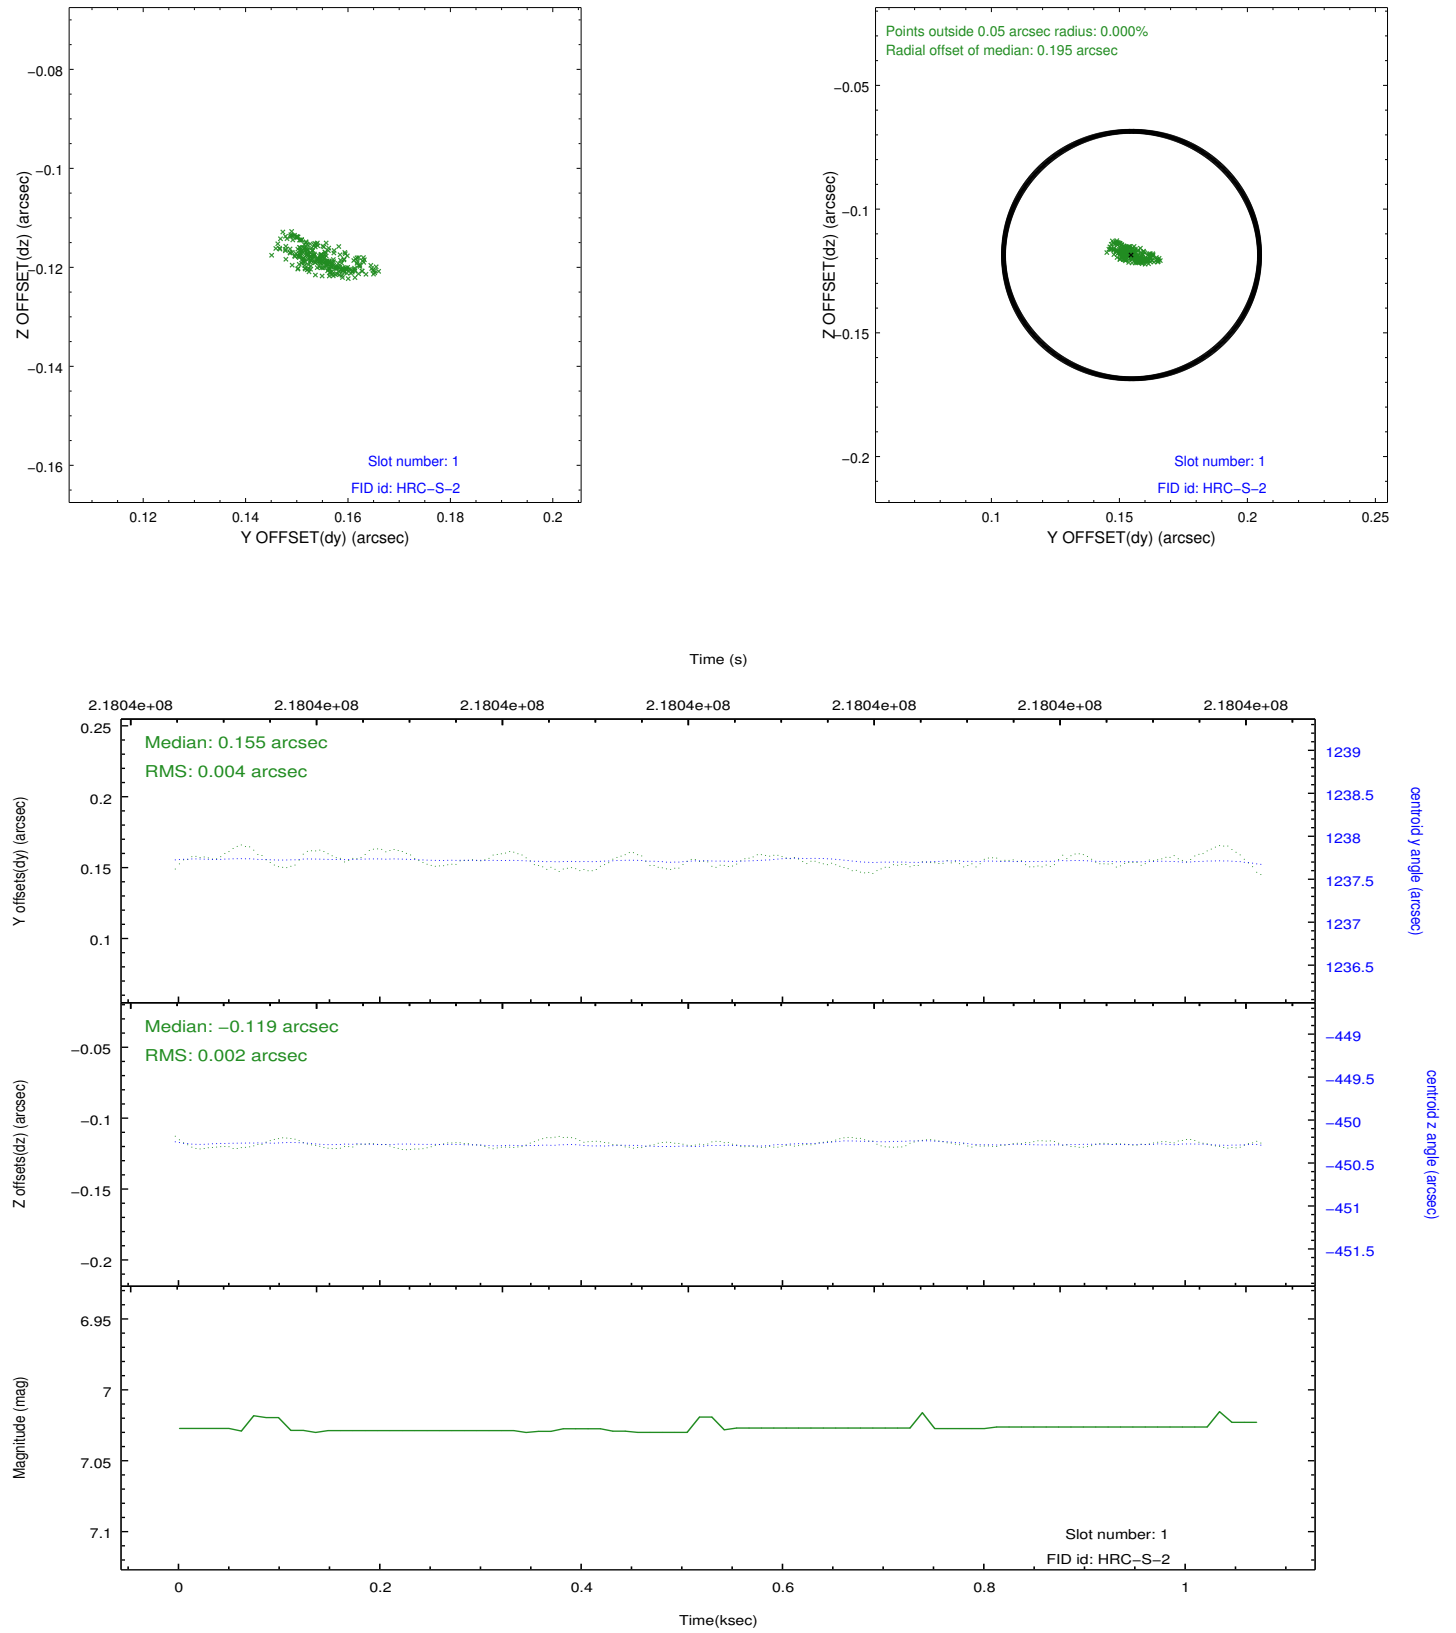 −0.08
−0.1
−0.12
−0.14
−0.16
Z OFFSET(dz) (arcsec)
Slot number: 1
FID id: HRC−S−2
0.12 0.14 0.16 0.18 0.2
Y OFFSET(dy) (arcsec)
Points outside 0.05 arcsec radius: 0.000%
Radial offset of median: 0.195 arcsec
−0.05
−0.1
−0.15
−0.2
Z OFFSET(dz) (arcsec)
Slot number: 1
FID id: HRC−S−2
0.1 0.15 0.2 0.25
Y OFFSET(dy) (arcsec)
Time (s)
2.1804e+08 2.1804e+08 2.1804e+08 2.1804e+08 2.1804e+08 2.1804e+08 2.1804e+08
Median: 0.155 arcsec
RMS: 0.004 arcsec
0.25
0.2
0.15
0.1
Y offsets(dy) (arcsec)
1239
1238.5
1238
1237.5
1237
1236.5
centroid y angle (arcsec)
Median: −0.119 arcsec
RMS: 0.002 arcsec
−0.05
−0.1
−0.15
−0.2
Z offsets(dz) (arcsec)
−449
−449.5
−450
−450.5
−451
−451.5
centroid z angle (arcsec)
6.95
7
7.05
7.1
Magnitude (mag)
Slot number: 1
FID id: HRC−S−2
0 0.2 0.4 0.6 0.8 1
Time(ksec)